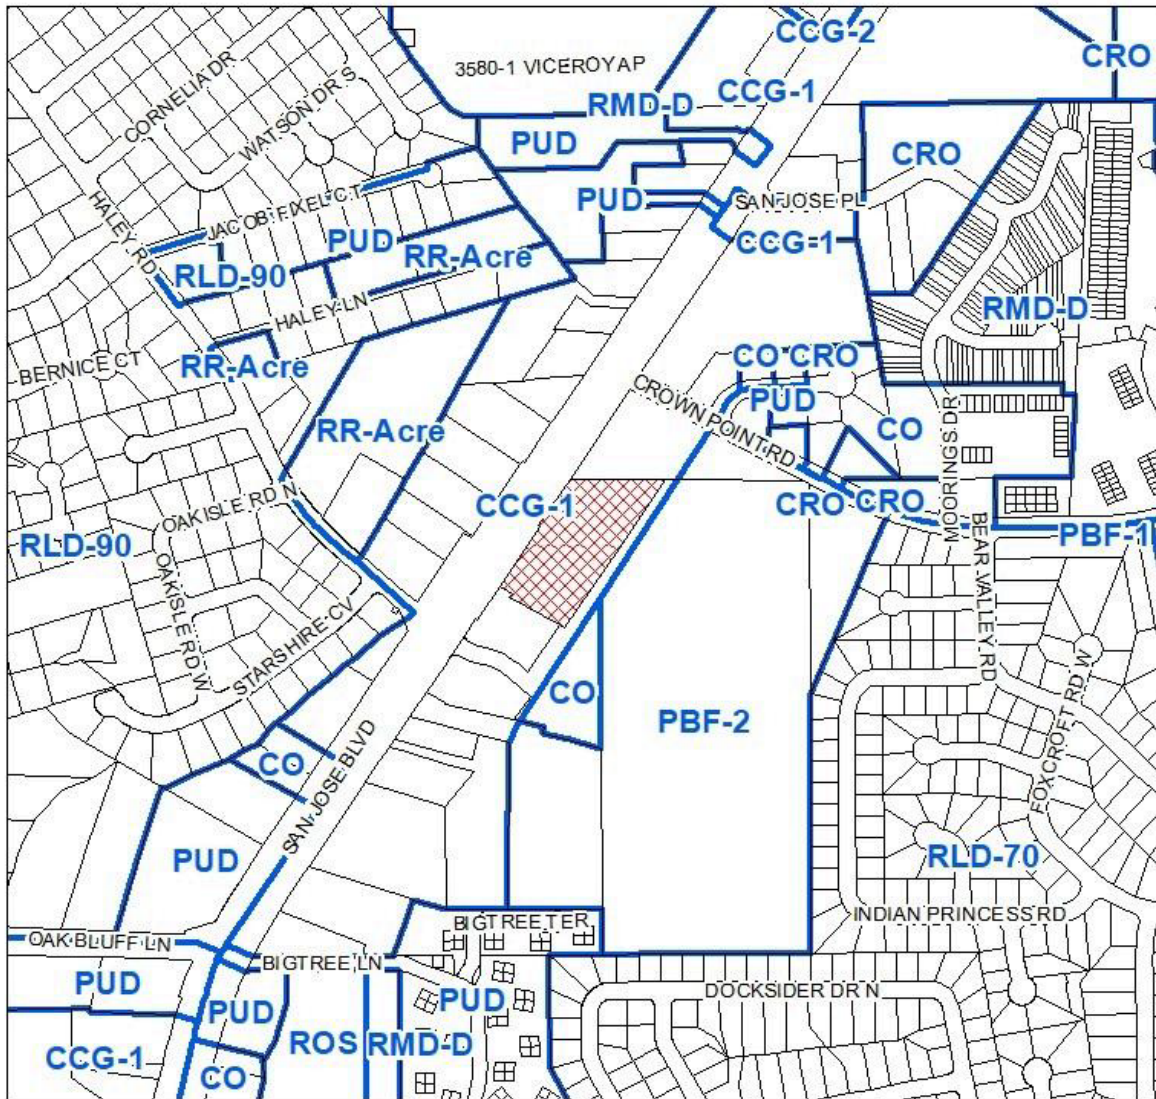 CCG-2
CRO
CORNELIA DR
3580-1 VICEROY AP
WATSON DR S
CCG-1
RMD-D
PUD
CRO
PUD
SAN JOSE PL
HALEY RD
JACOB FIXEL CT
PUD
CCG-1
RR-Acre
RLD-90
RMD-D
HALEY LN
CO
CRO
BERNICE CT
RR-Acre
CROWN POINT RD
PUD
RR-Acre
CO
MOORINGS DR
CCG-1
CRO
CRO
OAKISLE RD N
PBF-1
RLD-90
BEAR VALLEY RD
OAKISLE RD W
STARSHIRE CV
FOXCROFT RD W
CO
PBF-2
CO
SAN JOSE BLVD
PUD
RLD-70
INDIAN PRINCESS RD
BIGTREE TER
OAK BLUFF LN
BIGTREE LN
PUD
PUD
PUD
DOCKSIDER DR N
ROS
RMD-D
CCG-1
CO